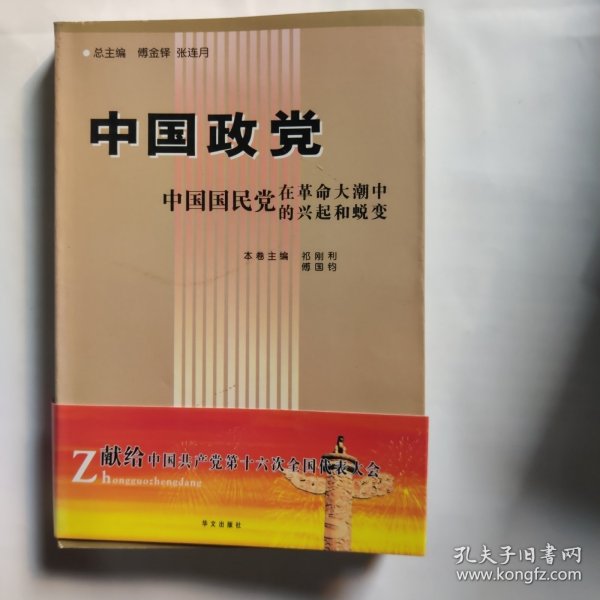 总主编 傅金铎 张连月
中国政党
中国国民党在革命大潮中
的兴起和蜕变
本卷主编 祁刚利
傅国钧
献给中国共产党第十六次全国代表大会
Zhongguozhengdang
华文出版社
孔夫子旧书网
www.kongfz.com